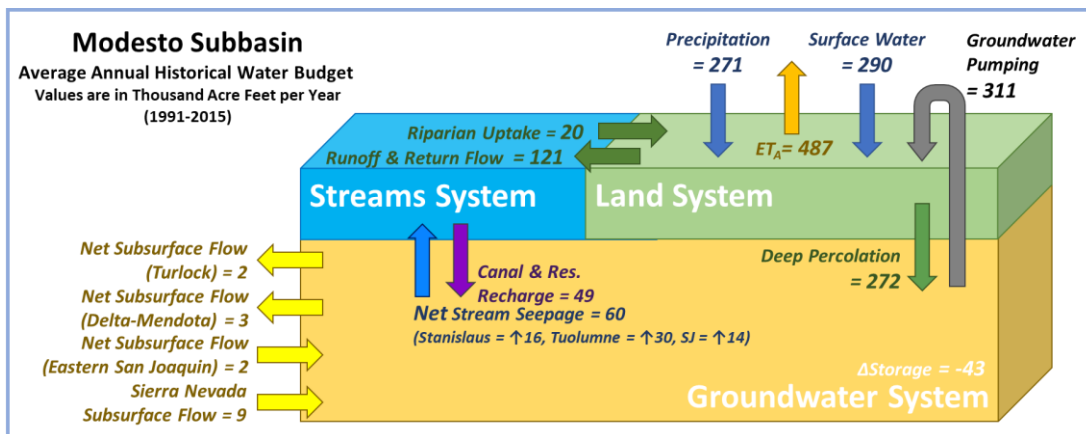 Modesto Subbasin
Average Annual Historical Water Budget
Values are in Thousand Acre Feet per Year
(1991-2015)
Precipitation
= 271
Surface Water
= 290
Groundwater
Pumping
= 311
Riparian Uptake = 20
Runoff & Return Flow = 121
ETA= 487
Streams System
Land System
Net Subsurface Flow
(Turlock) = 2
Net Subsurface Flow
(Delta-Mendota) = 3
Net Subsurface Flow
(Eastern San Joaquin) = 2
Sierra Nevada
Subsurface Flow = 9
Canal & Res.
Recharge = 49
Net Stream Seepage = 60
(Stanislaus = ↑16, Tuolumne = ↑30, SJ = ↑14)
Deep Percolation
= 272
ΔStorage = -43
Groundwater System